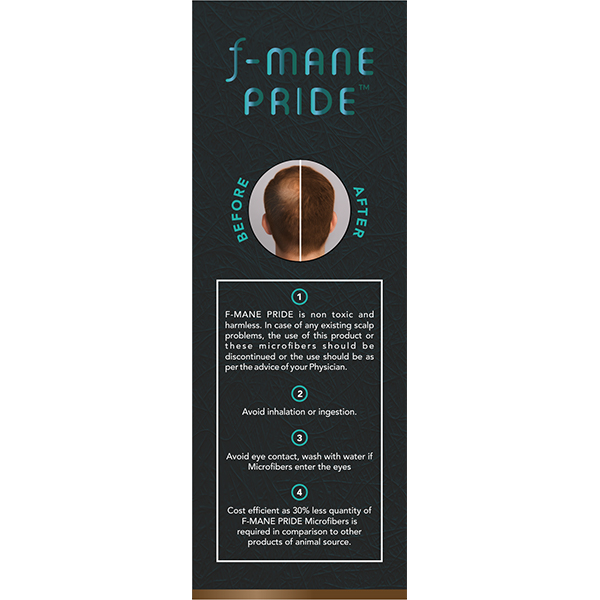 f-MANE
PRIDE™
BEFORE
AFTER
1
F-MANE PRIDE is non toxic and
harmless. In case of any existing scalp
problems, the use of this product or
these microfibers should be
discontinued or the use should be as
per the advice of your Physician.
2
Avoid inhalation or ingestion.
3
Avoid eye contact, wash with water if
Microfibers enter the eyes
4
Cost efficient as 30% less quantity of
F-MANE PRIDE Microfibers is
required in comparison to other
products of animal source.